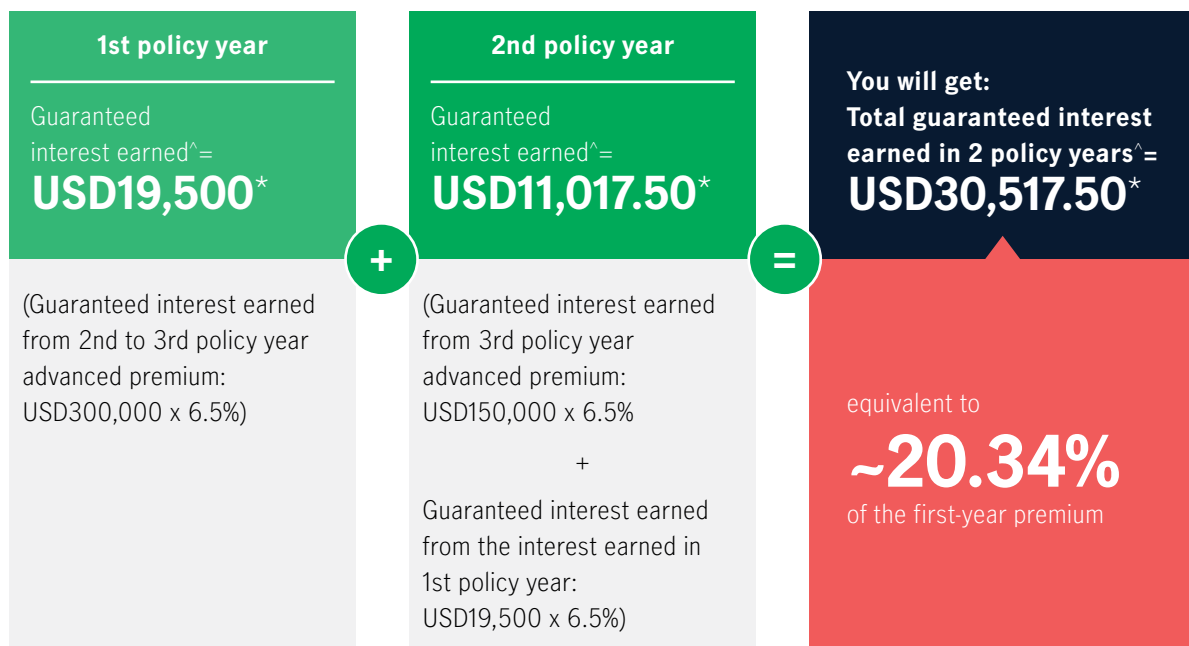 1st policy year
Guaranteed
interest earned^=
USD19,500*
(Guaranteed interest earned
from 2nd to 3rd policy year
advanced premium:
USD300,000 x 6.5%)
+
2nd policy year
Guaranteed
interest earned^=
USD11,017.50*
(Guaranteed interest earned
from 3rd policy year
advanced premium:
USD150,000 x 6.5%
+
Guaranteed interest earned
from the interest earned in
1st policy year:
USD19,500 x 6.5%)
=
You will get:
Total guaranteed interest
earned in 2 policy years^=
USD30,517.50*
equivalent to
~20.34%
of the first-year premium